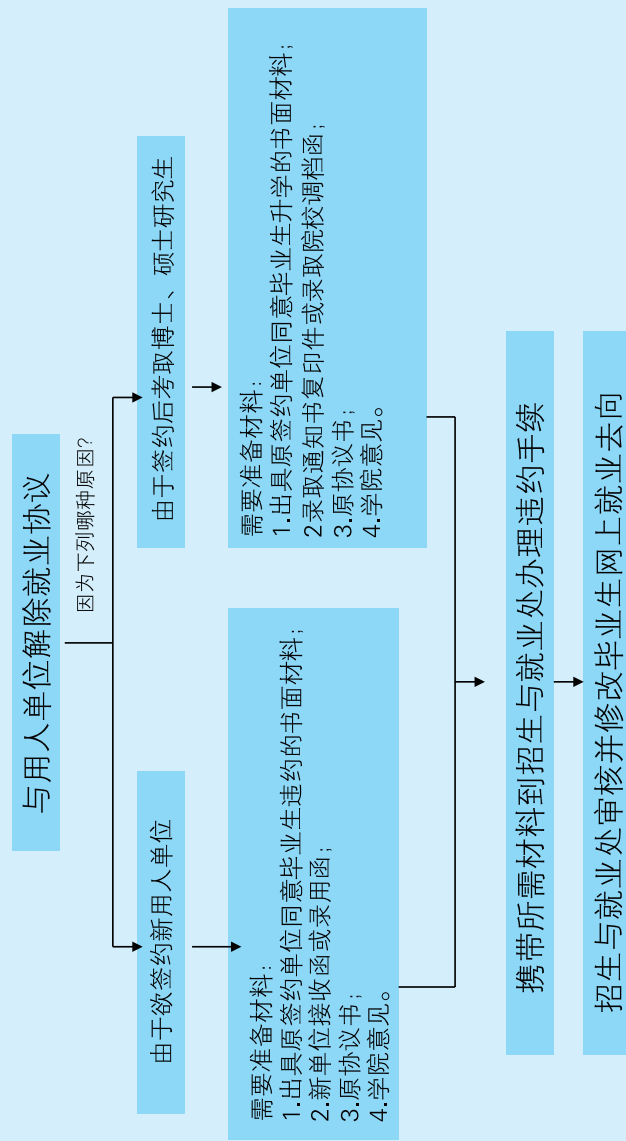 与用人单位解除就业协议
因为下列哪种原因？
由于欲签约新用人单位
需要准备材料：
1.出具原签约单位同意毕业生违约的书面材料；
2.新单位接收函或录用函；
3.原协议书；
4.学院意见。
由于签约后考取博士、硕士研究生
需要准备材料：
1.出具原签约单位同意毕业生升学的书面材料；
2录取通知书复印件或录取院校调档函；
3.原协议书；
4.学院意见。
携带所需材料到招生与就业处办理违约手续
招生与就业处审核并修改毕业生网上就业去向